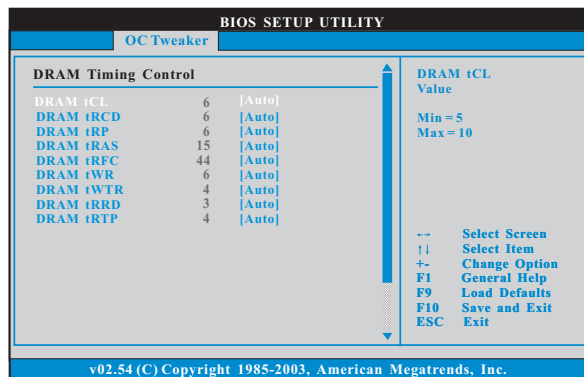 BIOS SETUP UTILITY
OC Tweaker
DRAM Timing Control
DRAM tCL 6 [Auto]
DRAM tRCD 6 [Auto]
DRAM tRP 6 [Auto]
DRAM tRAS 15 [Auto]
DRAM tRFC 44 [Auto]
DRAM tWR 6 [Auto]
DRAM tWTR 4 [Auto]
DRAM tRRD 3 [Auto]
DRAM tRTP 4 [Auto]
DRAM tCL
Value
Min = 5
Max = 10
←→ Select Screen
↑↓ Select Item
+- Change Option
F1 General Help
F9 Load Defaults
F10 Save and Exit
ESC Exit
v02.54 (C) Copyright 1985-2003, American Megatrends, Inc.